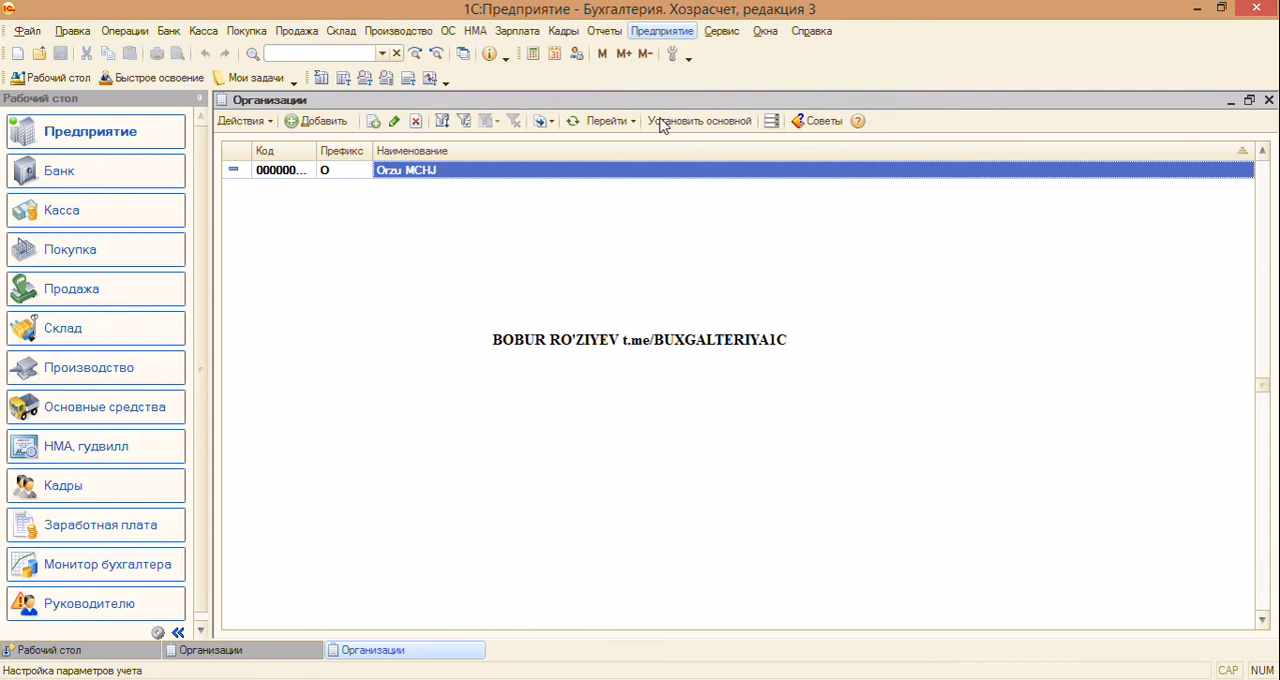 1С:Предприятие - Бухгалтерия. Хозрасчет, редакция 3
Файл Правка Операции Банк Касса Покупка Продажа Склад Производство ОС НМА Зарплата Кадры Отчеты Предприятие Сервис Окна Справка
M M+ M-
Рабочий стол Быстрое освоение Мои задачи
Рабочий стол
Организации
Действия Добавить Перейти Установить основной Советы
Код Префикс Наименование
000000... О Orzu MCHJ
Предприятие
Банк
Касса
Покупка
Продажа
Склад
Производство
Основные средства
НМА, гудвилл
Кадры
Заработная плата
Монитор бухгалтера
Руководителю
BOBUR RO'ZIYEV t.me/BUXGALTERIYA1C
Рабочий стол Организации Организации
Настройка параметров учета CAP NUM